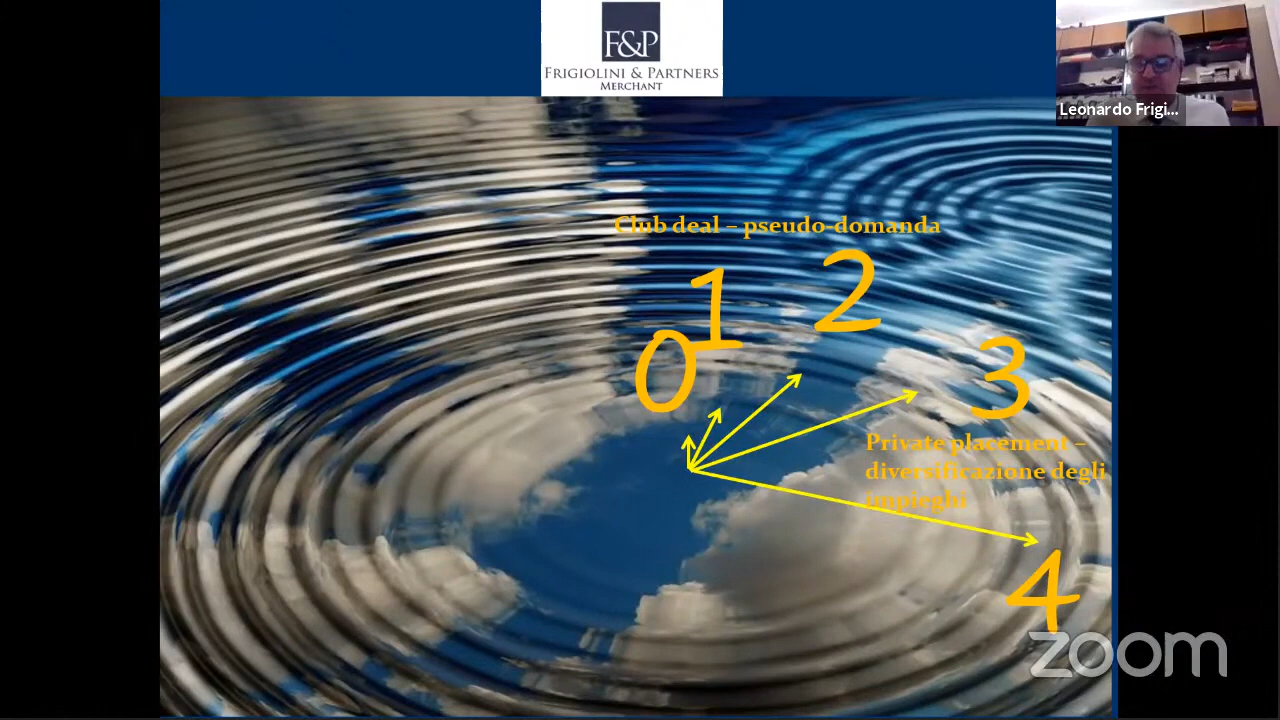 F&P
FRIGIOLINI & PARTNERS
MERCHANT
Leonardo Frigi...
Club deal – pseudo-domanda
2
1
0
3
Private placement –
diversificazione degli
impieghi
4
zoom